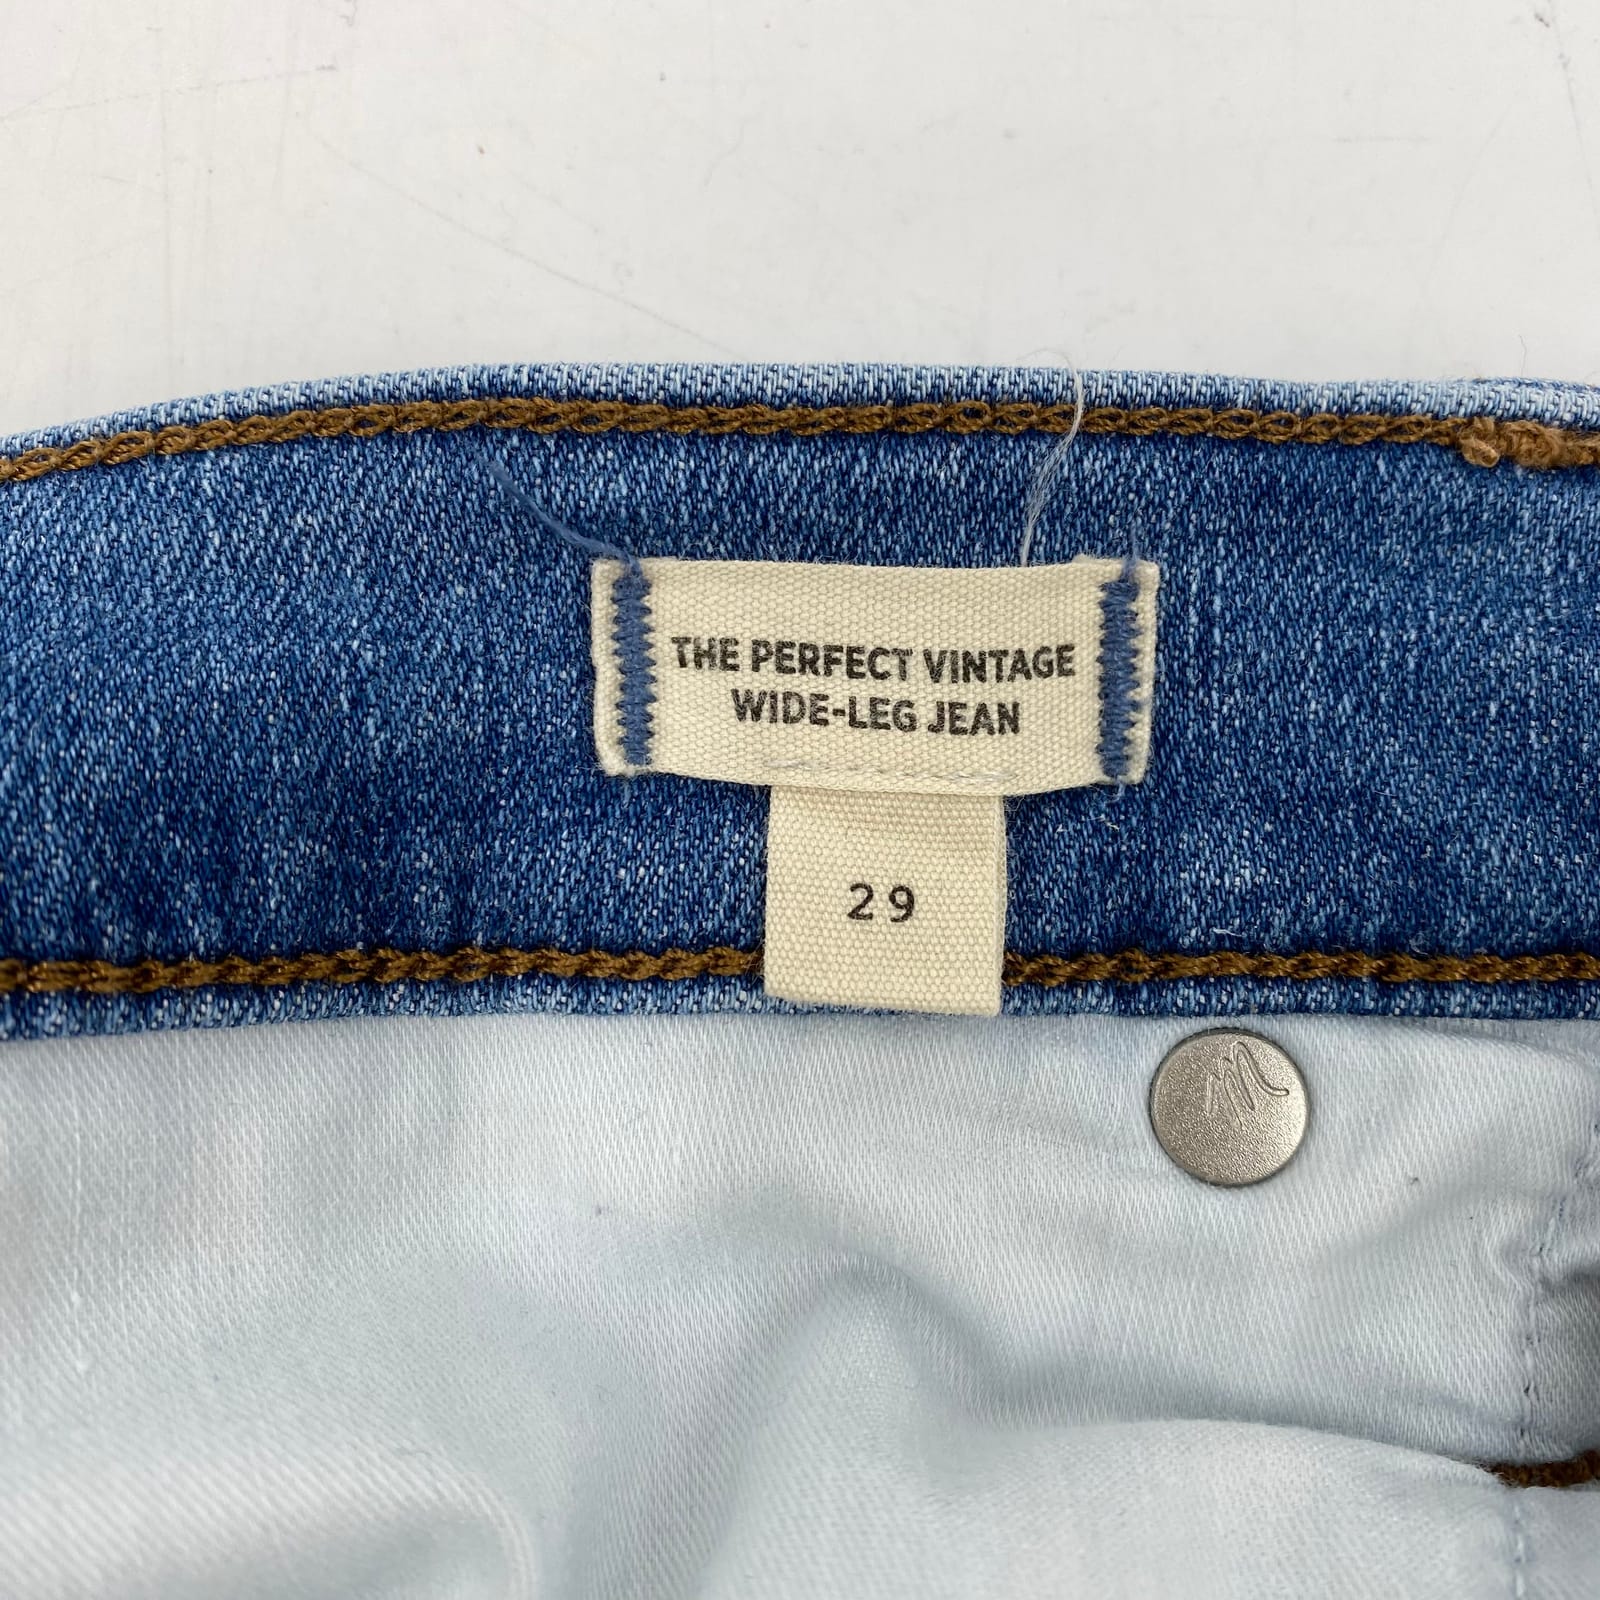 THE PERFECT VINTAGE
WIDE-LEG JEAN
29
M